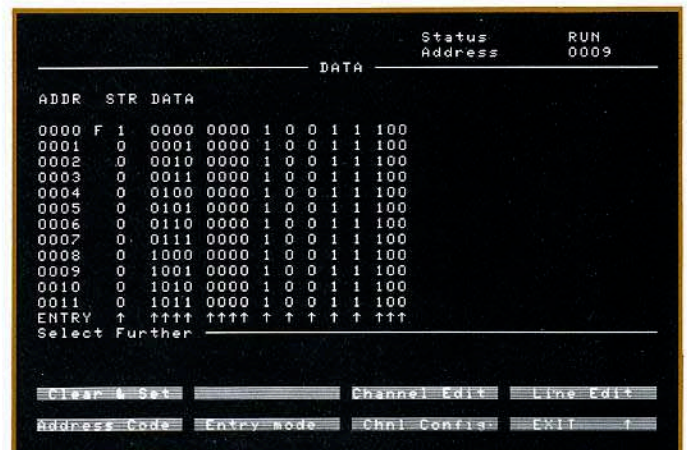 Status RUN
Address 0009
DATA
ADDR STR DATA
0000 F 1 0000 0000 1 0 0 1 1 100
0001 0 0001 0000 1 0 0 1 1 100
0002 0 0010 0000 1 0 0 1 1 100
0003 0 0011 0000 1 0 0 1 1 100
0004 0 0100 0000 1 0 0 1 1 100
0005 0 0101 0000 1 0 0 1 1 100
0006 0 0110 0000 1 0 0 1 1 100
0007 0 0111 0000 1 0 0 1 1 100
0008 0 1000 0000 1 0 0 1 1 100
0009 0 1001 0000 1 0 0 1 1 100
0010 0 1010 0000 1 0 0 1 1 100
0011 0 1011 0000 1 0 0 1 1 100
ENTRY ↑ ↑↑↑↑ ↑↑↑↑ ↑ ↑ ↑ ↑ ↑ ↑↑↑
Select Further
Clear & Set Channel Edit Line Edit
Address Code Entry mode Chnl Config. EXIT ↑